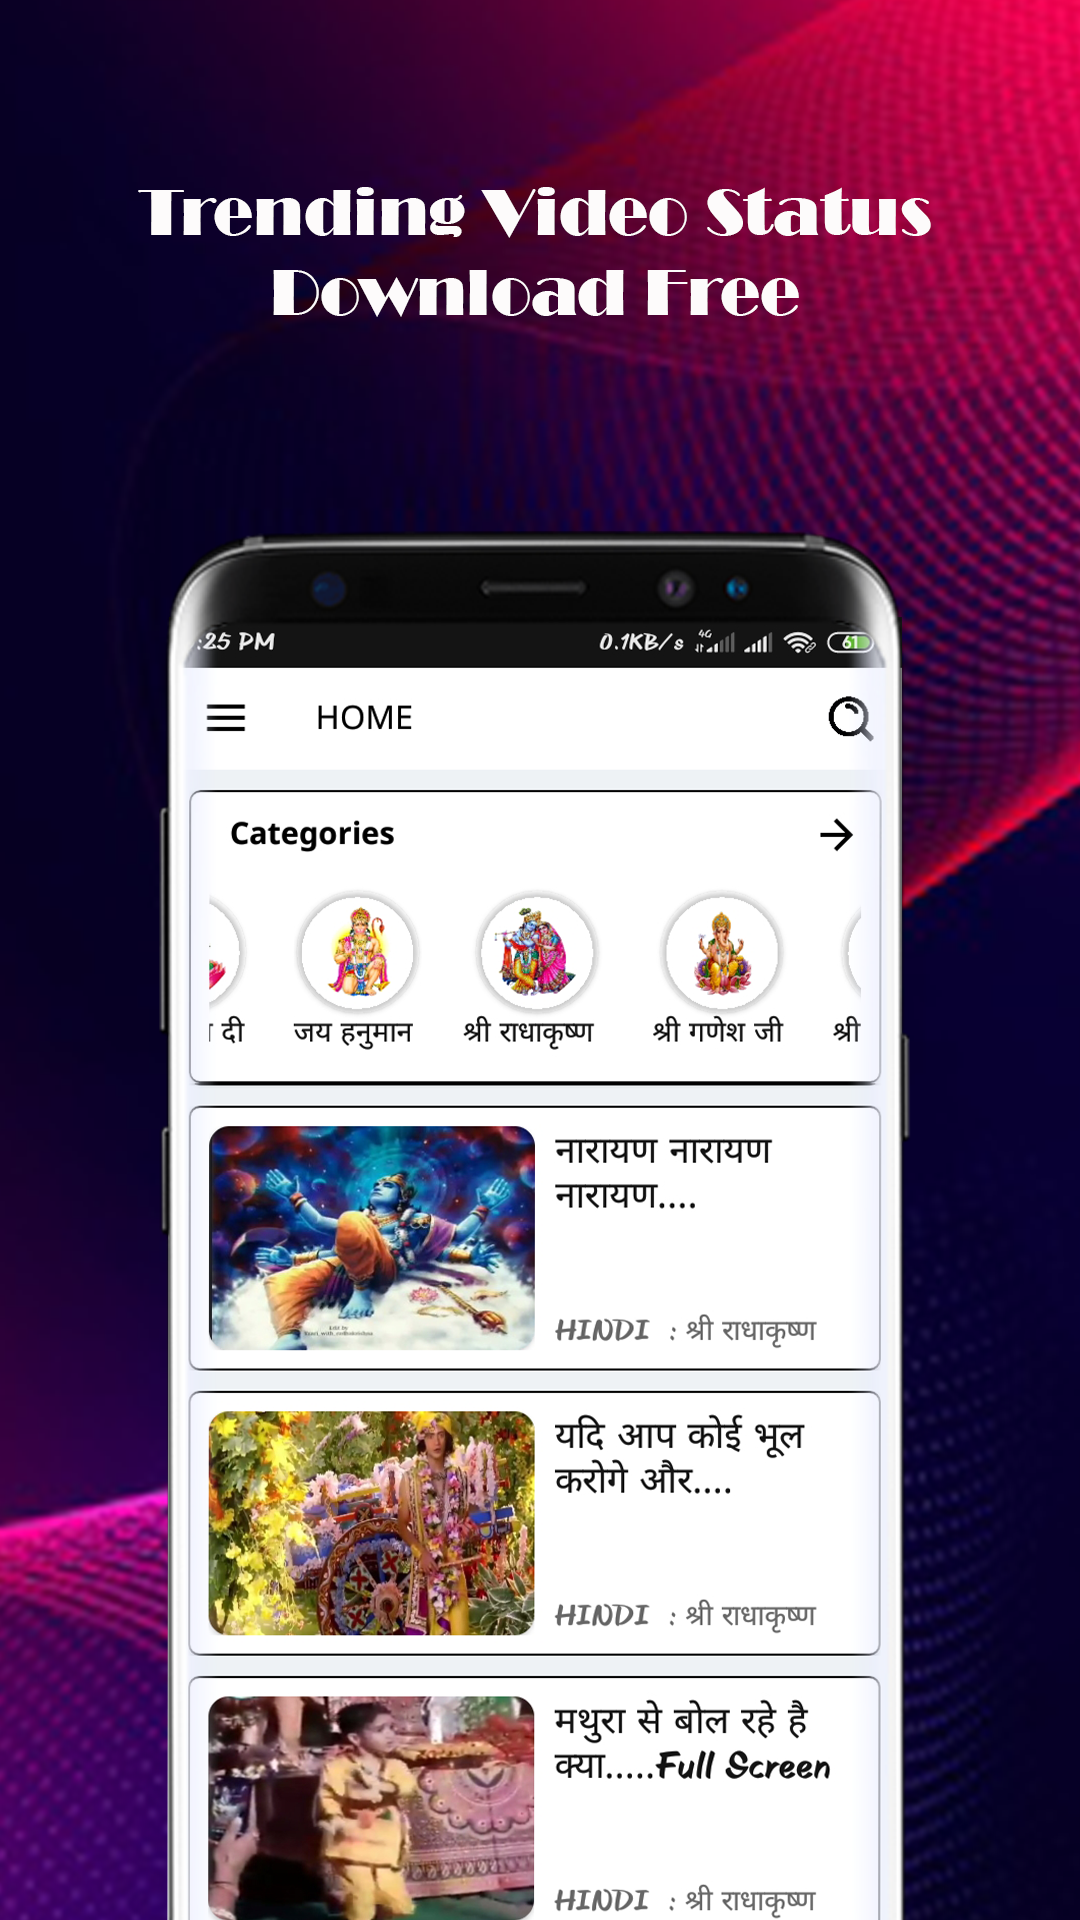 Trending Video Status
Download Free
:25 PM
0.1KB/s 4G 61
HOME
Categories
दी
जय हनुमान
श्री राधाकृष्ण
श्री गणेश जी
श्री
नारायण नारायण
नारायण....
HINDI : श्री राधाकृष्ण
यदि आप कोई भूल
करोगे और....
HINDI : श्री राधाकृष्ण
मथुरा से बोल रहे है
क्या.....Full Screen
HINDI : श्री राधाकृष्ण